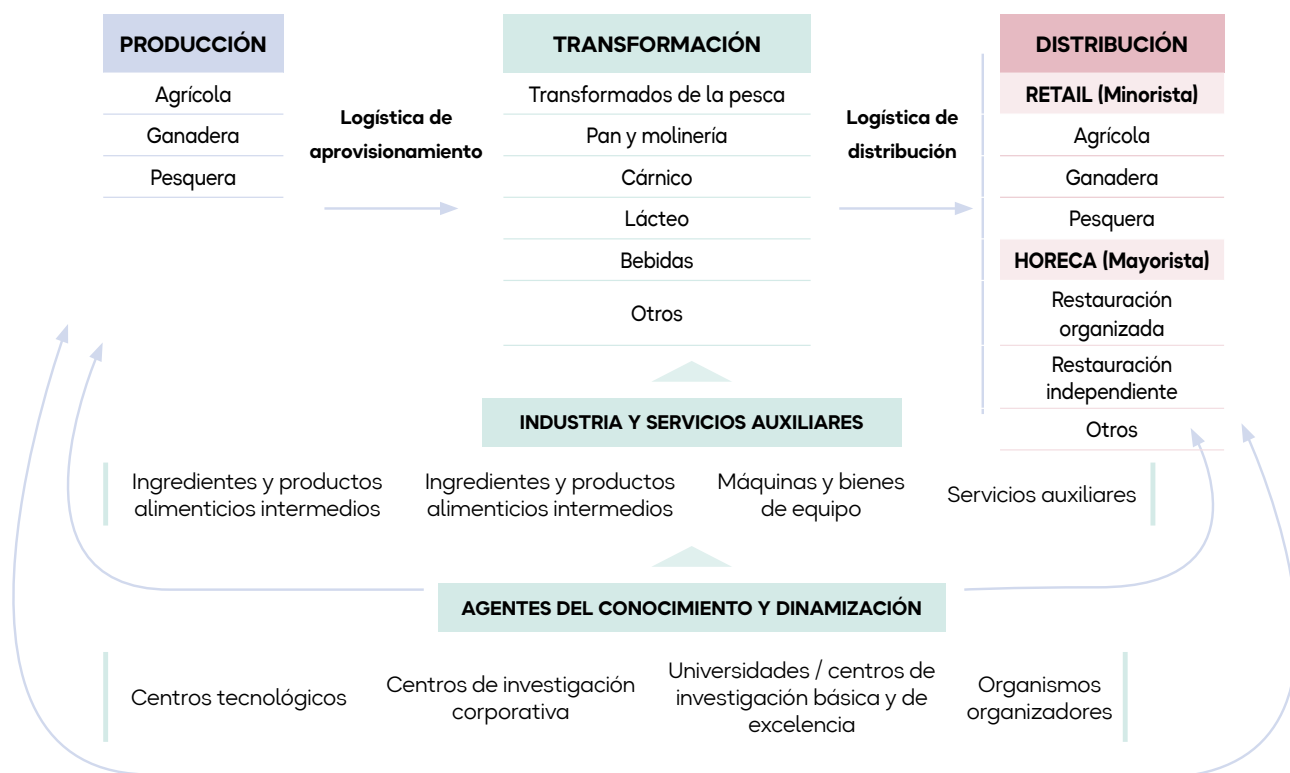 PRODUCCIÓN
Agrícola
Ganadera
Pesquera
Logística de
aprovisionamiento
TRANSFORMACIÓN
Transformados de la pesca
Pan y molinería
Cárnico
Lácteo
Bebidas
Otros
Logística de
distribución
DISTRIBUCIÓN
RETAIL (Minorista)
Agrícola
Ganadera
Pesquera
HORECA (Mayorista)
Restauración
organizada
Restauración
independiente
Otros
INDUSTRIA Y SERVICIOS AUXILIARES
Ingredientes y productos
alimenticios intermedios
Ingredientes y productos
alimenticios intermedios
Máquinas y bienes
de equipo
Servicios auxiliares
AGENTES DEL CONOCIMIENTO Y DINAMIZACIÓN
Centros tecnológicos
Centros de investigación
corporativa
Universidades / centros de
investigación básica y de
excelencia
Organismos
organizadores